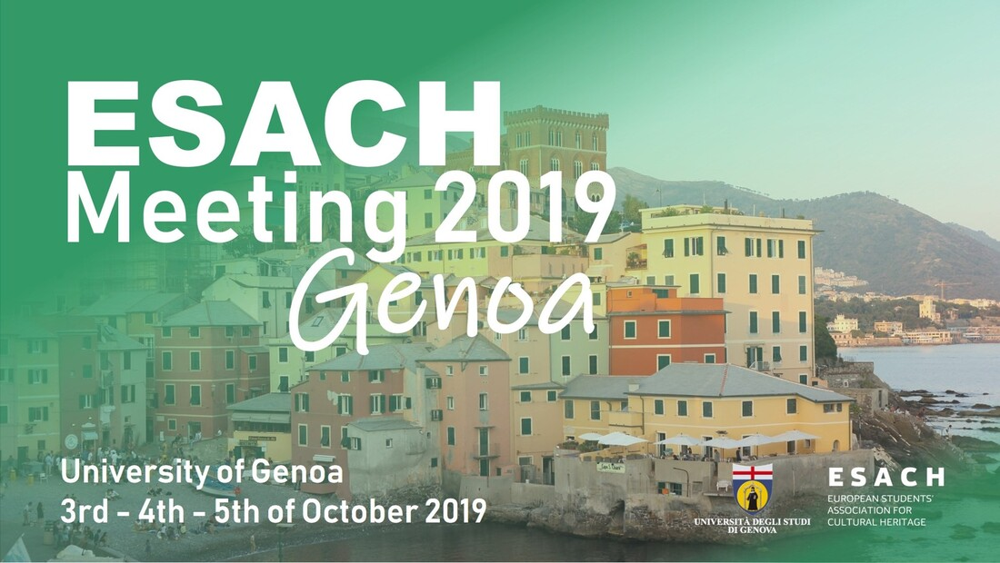 ESACH
Meeting 2019
Genoa
University of Genoa
3rd - 4th - 5th of October 2019
UNIVERSITÀ DEGLI STUDI
DI GENOVA
ESACH
EUROPEAN STUDENTS'
ASSOCIATION FOR
CULTURAL HERITAGE